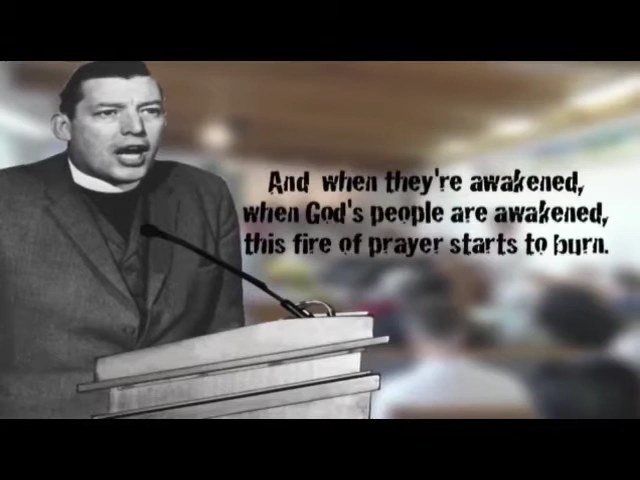 And when they're awakened,
when God's people are awakened,
this fire of prayer starts to burn.